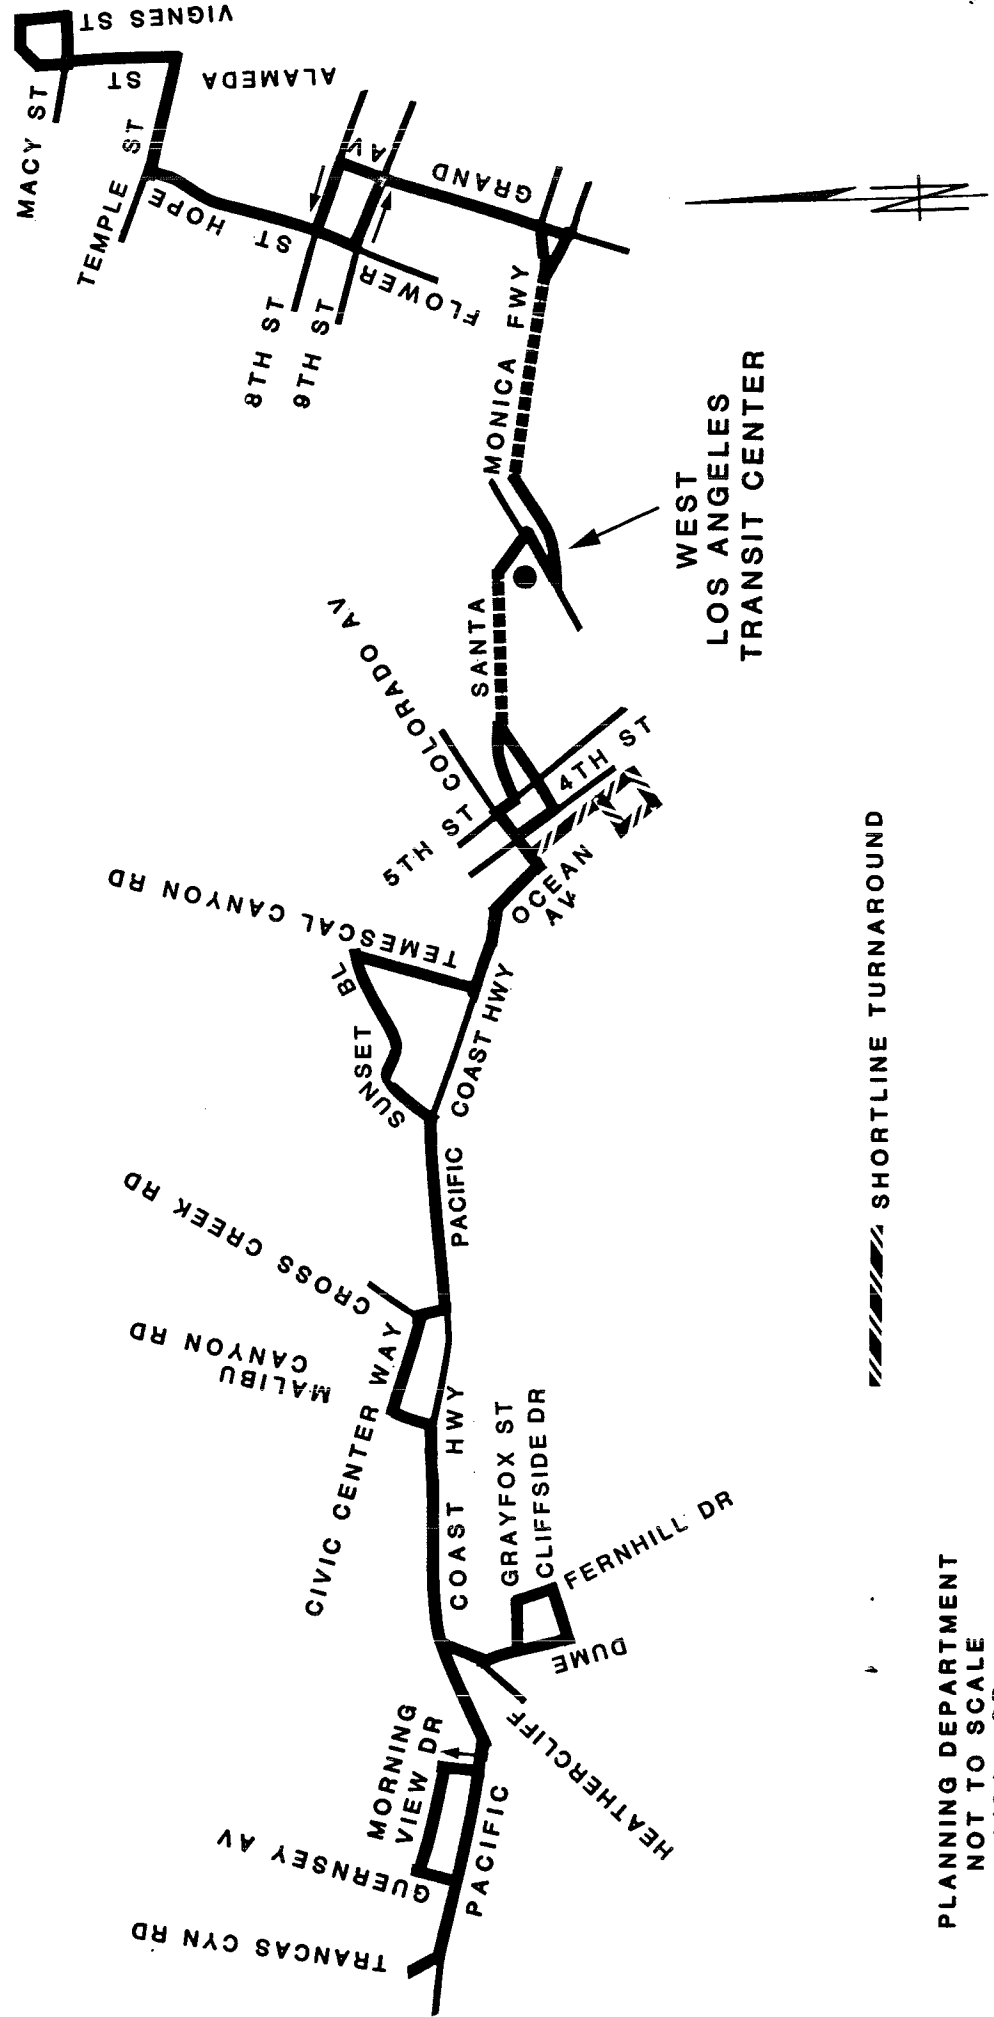 TRANCAS CYN RD
GUERNSEY AV
MORNING
VIEW DR
PACIFIC
HEATHERCLIFF
DUME
FERNHILL DR
CLIFFSIDE DR
GRAYFOX ST
COAST HWY
CIVIC CENTER WAY
MALIBU
CANYON RD
CROSS CREEK RD
PACIFIC
COAST HWY
SUNSET BL
TEMESCAL CANYON RD
OCEAN
AV
5TH ST
4TH ST
COLORADO AV
SANTA MONICA FWY
WEST
LOS ANGELES
TRANSIT CENTER
8TH ST
9TH ST
FLOWER
GRAND AV
HOPE ST
TEMPLE ST
ALAMEDA ST
MACY ST
VIGNES ST
SHORTLINE TURNAROUND
PLANNING DEPARTMENT
NOT TO SCALE